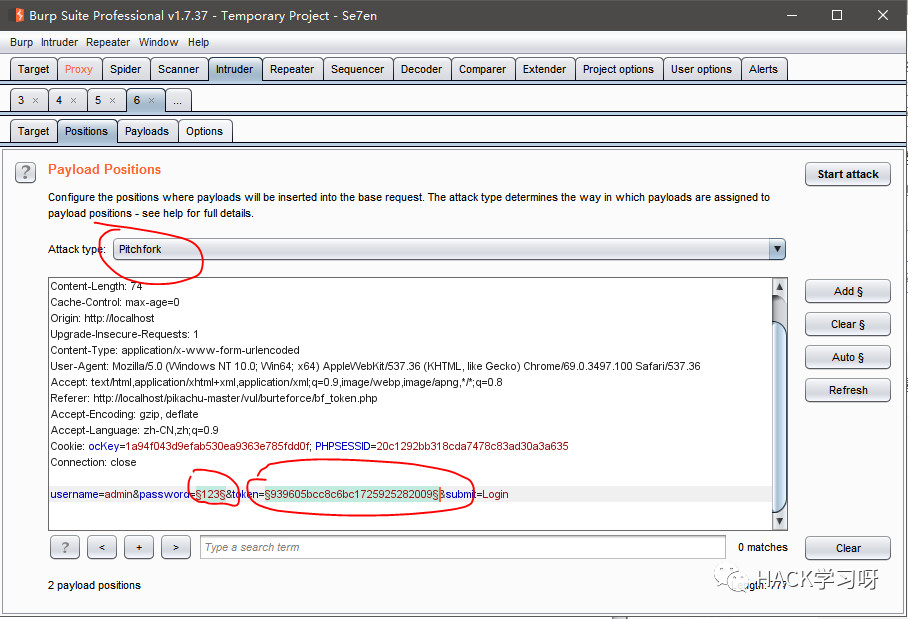 Burp Suite Professional v1.7.37 - Temporary Project - Se7en
Burp Intruder Repeater Window Help
Target Proxy Spider Scanner Intruder Repeater Sequencer Decoder Comparer Extender Project options User options Alerts
3 × 4 × 5 × 6 × ...
Target Positions Payloads Options
? Payload Positions
Start attack
Configure the positions where payloads will be inserted into the base request. The attack type determines the way in which payloads are assigned to
payload positions - see help for full details.
Attack type: Pitchfork
Content-Length: 74
Cache-Control: max-age=0
Origin: http://localhost
Upgrade-Insecure-Requests: 1
Content-Type: application/x-www-form-urlencoded
User-Agent: Mozilla/5.0 (Windows NT 10.0; Win64; x64) AppleWebKit/537.36 (KHTML, like Gecko) Chrome/69.0.3497.100 Safari/537.36
Accept: text/html,application/xhtml+xml,application/xml;q=0.9,image/webp,image/apng,*/*;q=0.8
Referer: http://localhost/pikachu-master/vul/burteforce/bf_token.php
Accept-Encoding: gzip, deflate
Accept-Language: zh-CN,zh;q=0.9
Cookie: ocKey=1a94f043d9efab530ea9363e785fdd0f; PHPSESSID=20c1292bb318cda7478c83ad30a3a635
Connection: close
username=admin&password=§123§&token=§939605bcc8c6bc1725925282009§&submit=Login
Add §
Clear §
Auto §
Refresh
? < + > Type a search term 0 matches Clear
2 payload positions
HACK学习呀